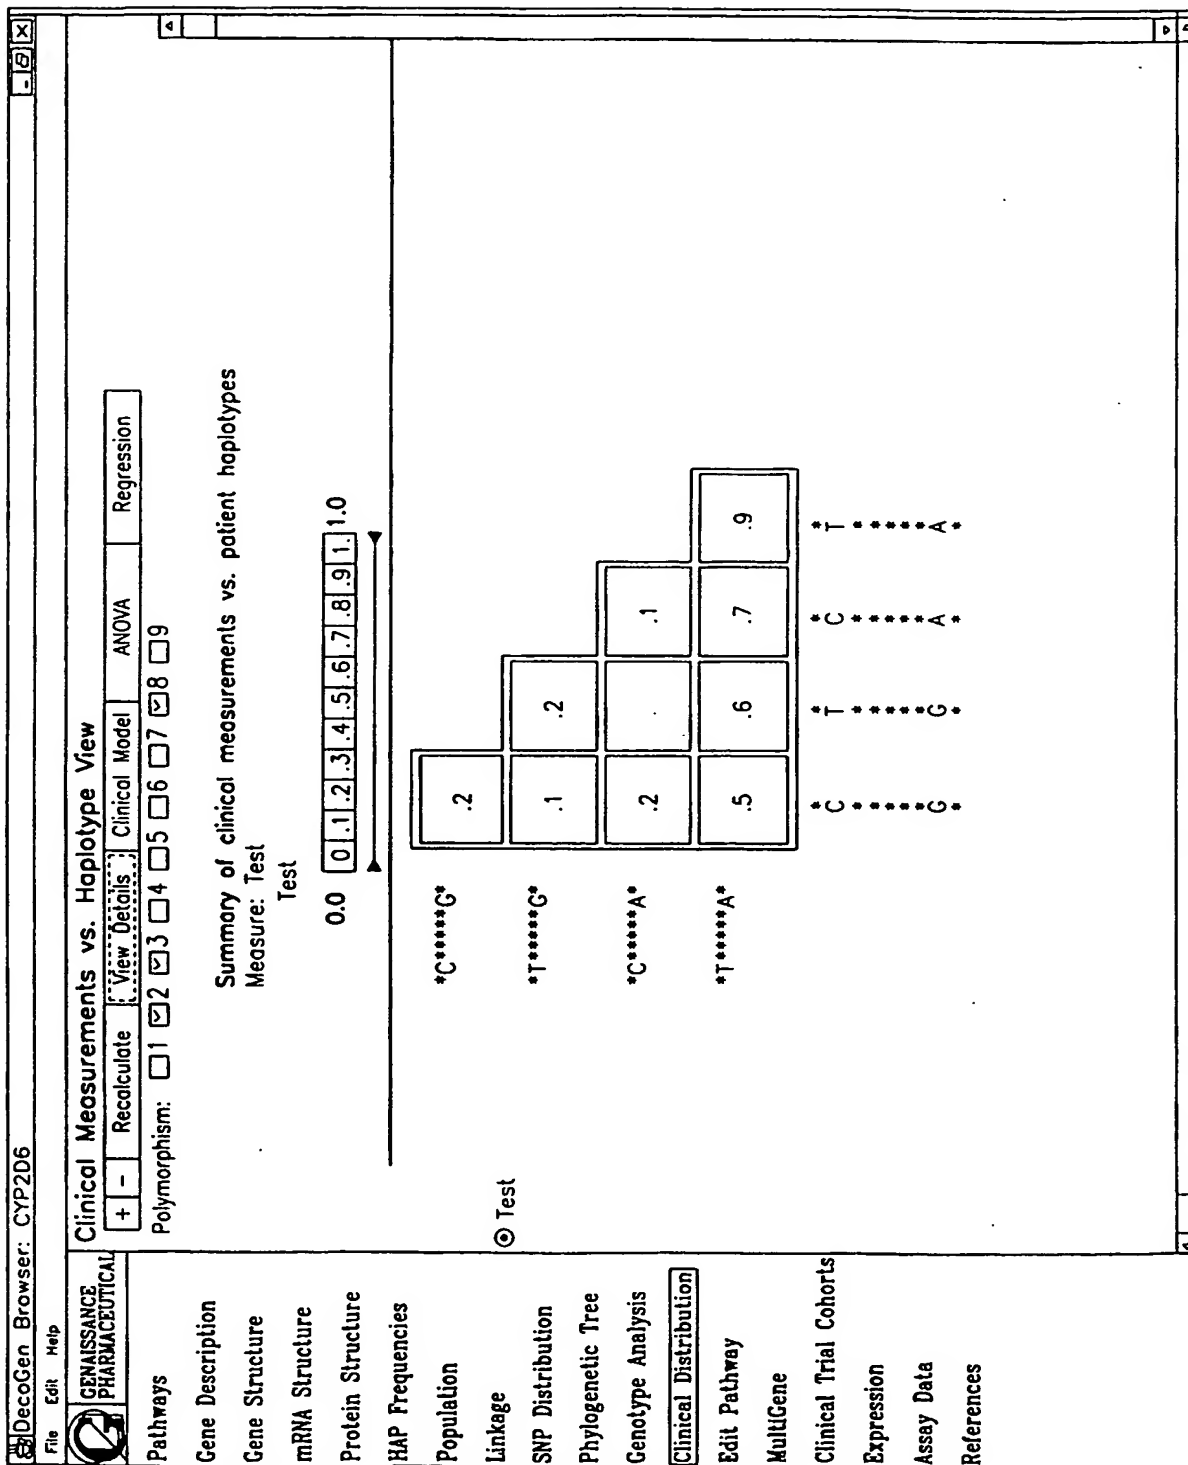 DecoGen Browser: CYP2D6
File Edit Help
GENAISSANCE
PHARMACEUTICAL
Pathways
Gene Description
Gene Structure
mRNA Structure
Protein Structure
HAP Frequencies
Population
Linkage
SNP Distribution
Phylogenetic Tree
Genotype Analysis
Clinical Distribution
Edit Pathway
MultiGene
Clinical Trial Cohorts
Expression
Assay Data
References
Clinical Measurements vs. Haplotype View
+ - Recalculate View Details Clinical Model ANOVA Regression
Polymorphism: 1 2 3 4 5 6 7 8 9
Summary of clinical measurements vs. patient haplotypes
Measure: Test
Test
0.0 0 .1 .2 .3 .4 .5 .6 .7 .8 .9 1. 1.0
Test
*C*****G* .2
*T*****G* .1 .2
*C*****A* .2 .1
*T*****A* .5 .6 .7 .9
* * * *
C T C T
* * * *
* * * *
* * * *
* * * *
* * * *
G G A A
* * * *